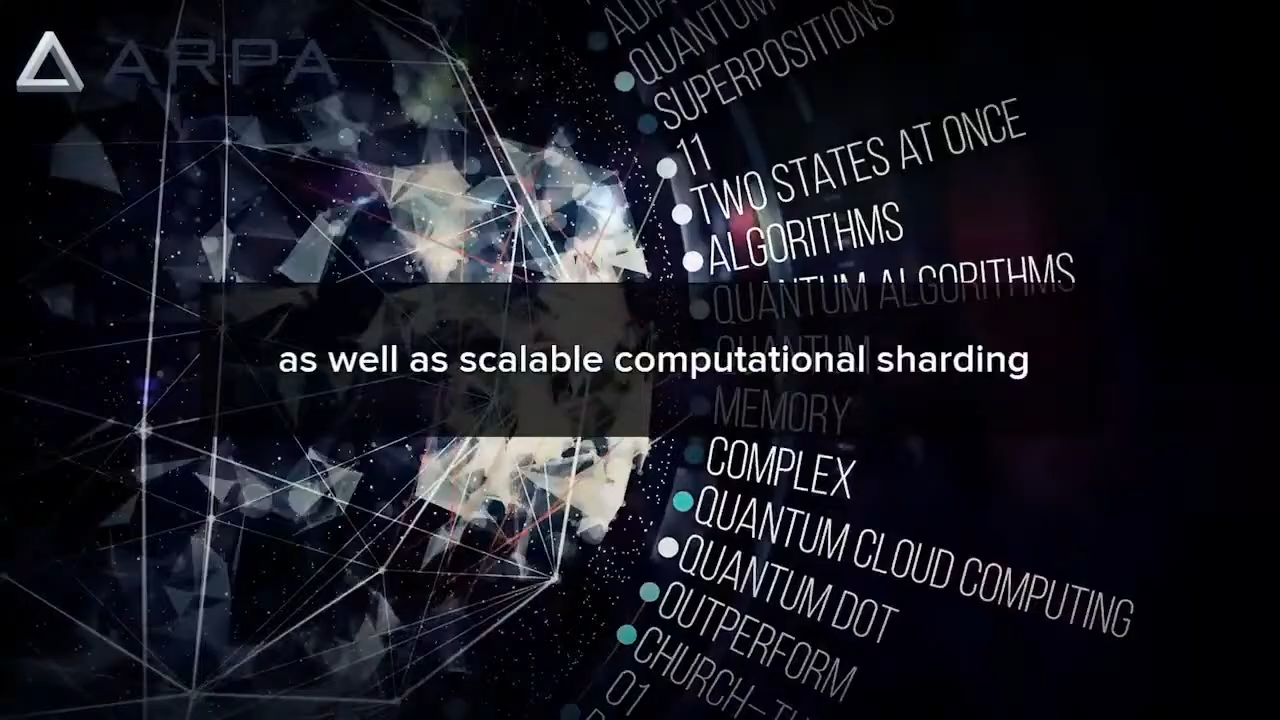 ARPA
QUANTUM
SUPERPOSITIONS
11
TWO STATES AT ONCE
ALGORITHMS
QUANTUM ALGORITHMS
QUANTUM
as well as scalable computational sharding
MEMORY
COMPLEX
QUANTUM CLOUD COMPUTING
QUANTUM DOT
OUTPERFORM
01